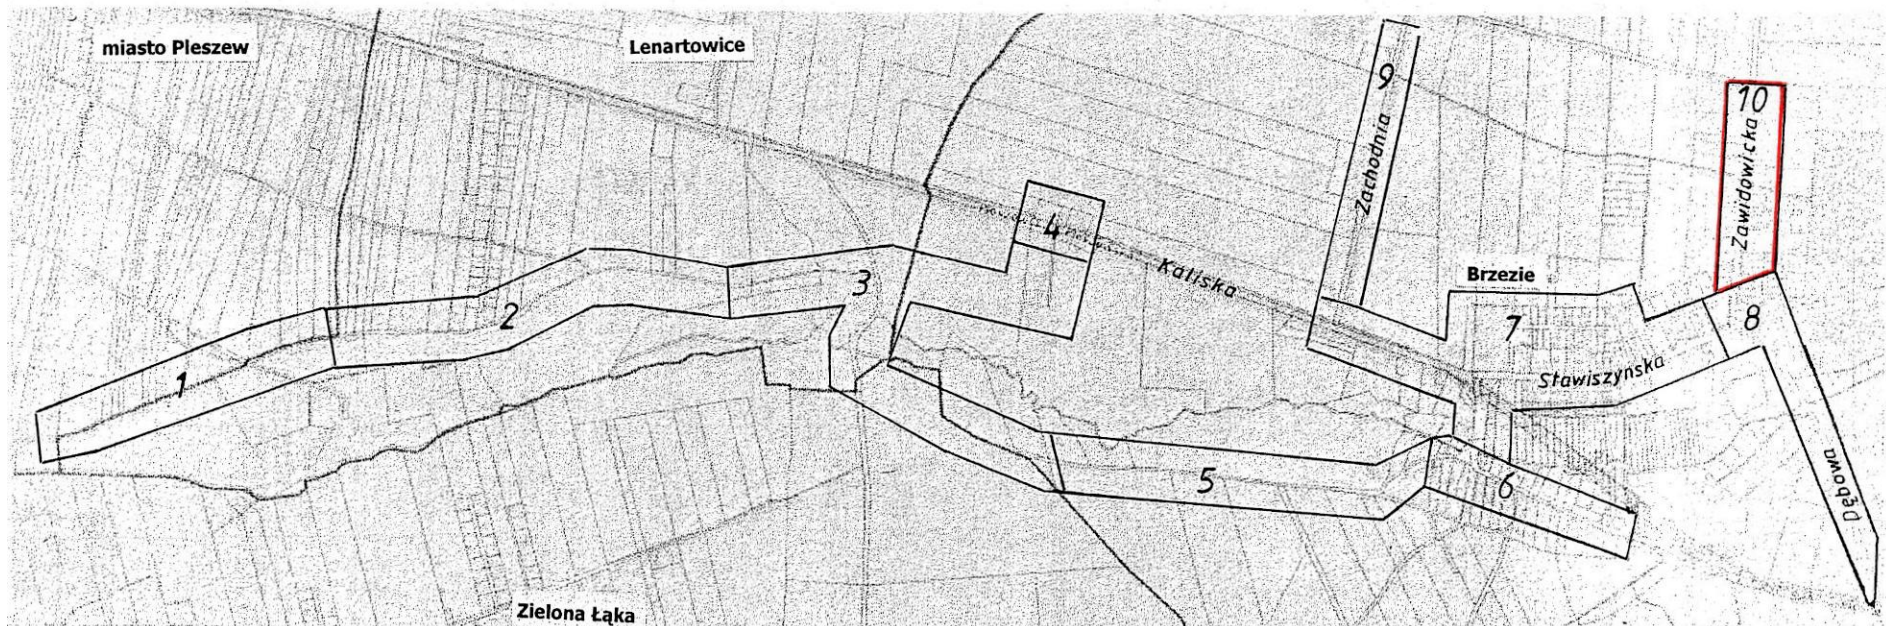 miasto Pleszew
Lenartowice
9
10
Zachodnia
Zawidowicka
4
Kaliska
Brzezie
3
2
7
8
1
Stawiszyńska
5
6
Dębowa
Zielona Łąka